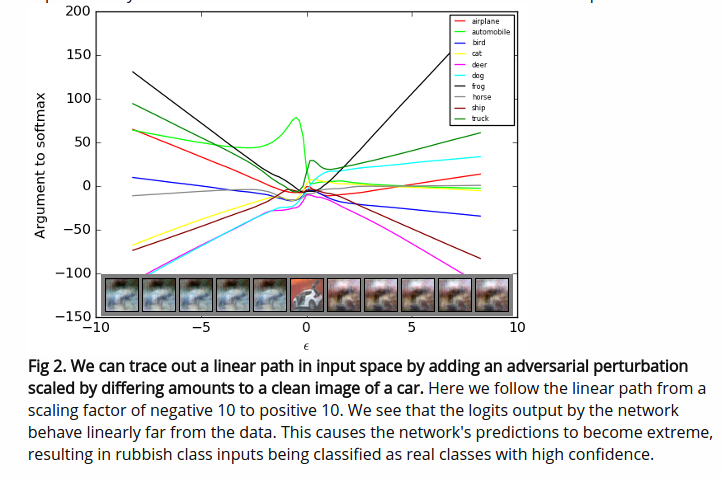 200
150
100
50
0
−50
−100
−150
Argument to softmax
airplane
automobile
bird
cat
deer
dog
frog
horse
ship
truck
−10
−5
0
5
10
ϵ
Fig 2. We can trace out a linear path in input space by adding an adversarial perturbation
scaled by differing amounts to a clean image of a car. Here we follow the linear path from a
scaling factor of negative 10 to positive 10. We see that the logits output by the network
behave linearly far from the data. This causes the network's predictions to become extreme,
resulting in rubbish class inputs being classified as real classes with high confidence.